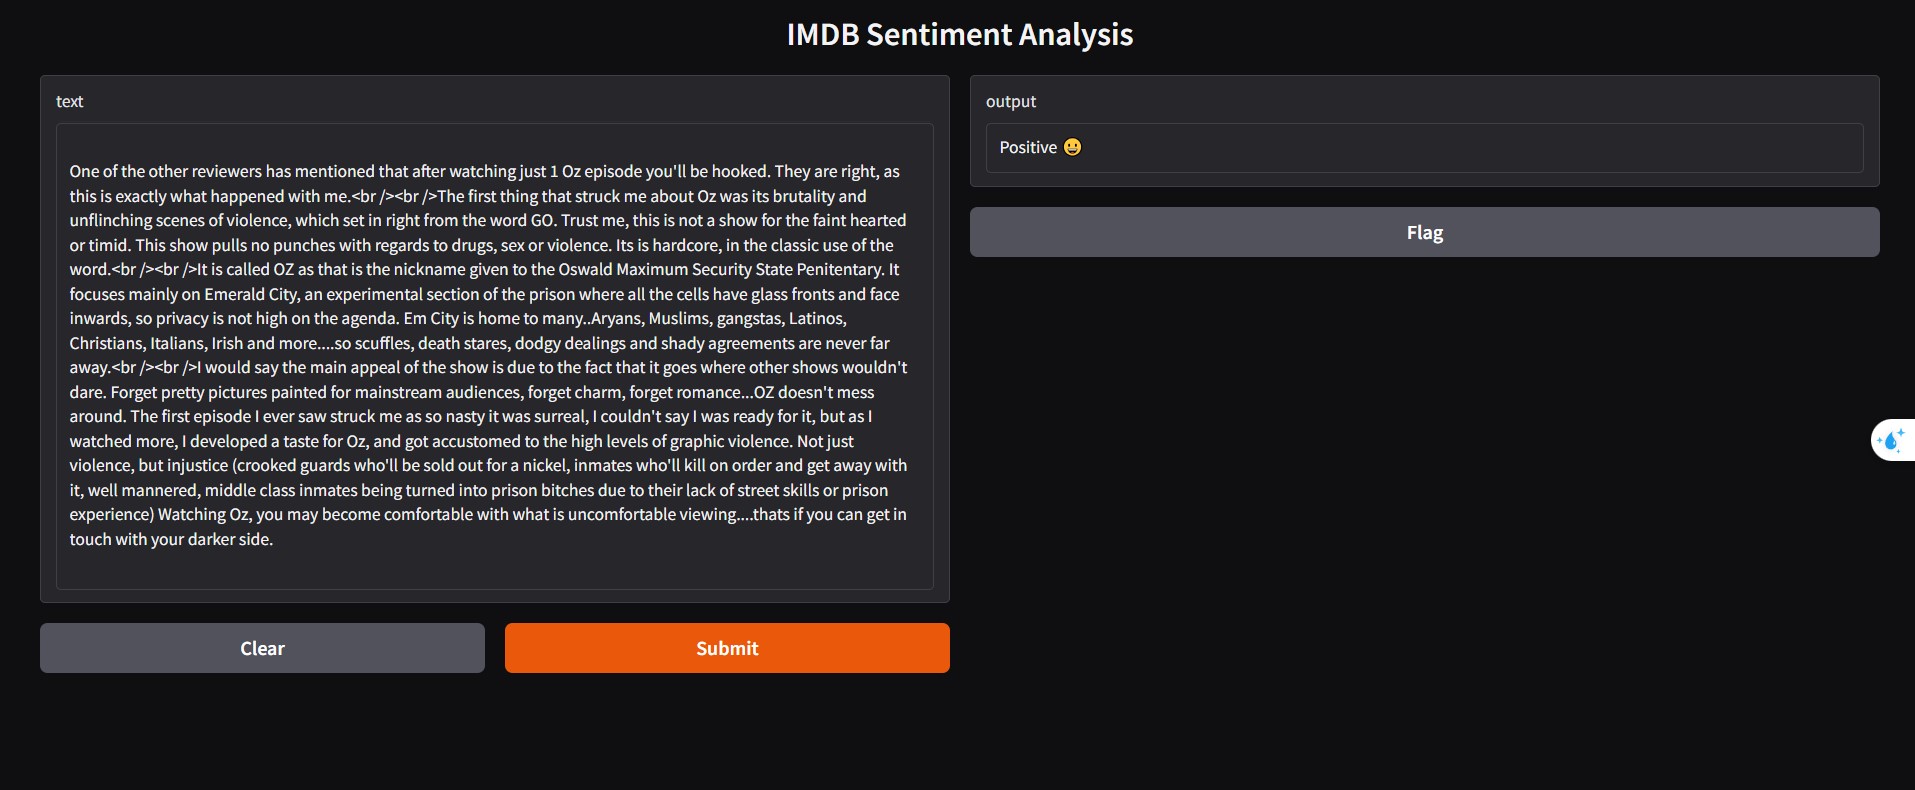 IMDB Sentiment Analysis
text
One of the other reviewers has mentioned that after watching just 1 Oz episode you'll be hooked. They are right, as
this is exactly what happened with me.<br /><br />The first thing that struck me about Oz was its brutality and
unflinching scenes of violence, which set in right from the word GO. Trust me, this is not a show for the faint hearted
or timid. This show pulls no punches with regards to drugs, sex or violence. Its is hardcore, in the classic use of the
word.<br /><br />It is called OZ as that is the nickname given to the Oswald Maximum Security State Penitentary. It
focuses mainly on Emerald City, an experimental section of the prison where all the cells have glass fronts and face
inwards, so privacy is not high on the agenda. Em City is home to many..Aryans, Muslims, gangstas, Latinos,
Christians, Italians, Irish and more....so scuffles, death stares, dodgy dealings and shady agreements are never far
away.<br /><br />I would say the main appeal of the show is due to the fact that it goes where other shows wouldn't
dare. Forget pretty pictures painted for mainstream audiences, forget charm, forget romance...OZ doesn't mess
around. The first episode I ever saw struck me as so nasty it was surreal, I couldn't say I was ready for it, but as I
watched more, I developed a taste for Oz, and got accustomed to the high levels of graphic violence. Not just
violence, but injustice (crooked guards who'll be sold out for a nickel, inmates who'll kill on order and get away with
it, well mannered, middle class inmates being turned into prison bitches due to their lack of street skills or prison
experience) Watching Oz, you may become comfortable with what is uncomfortable viewing....thats if you can get in
touch with your darker side.
Clear
Submit
output
Positive 😀
Flag